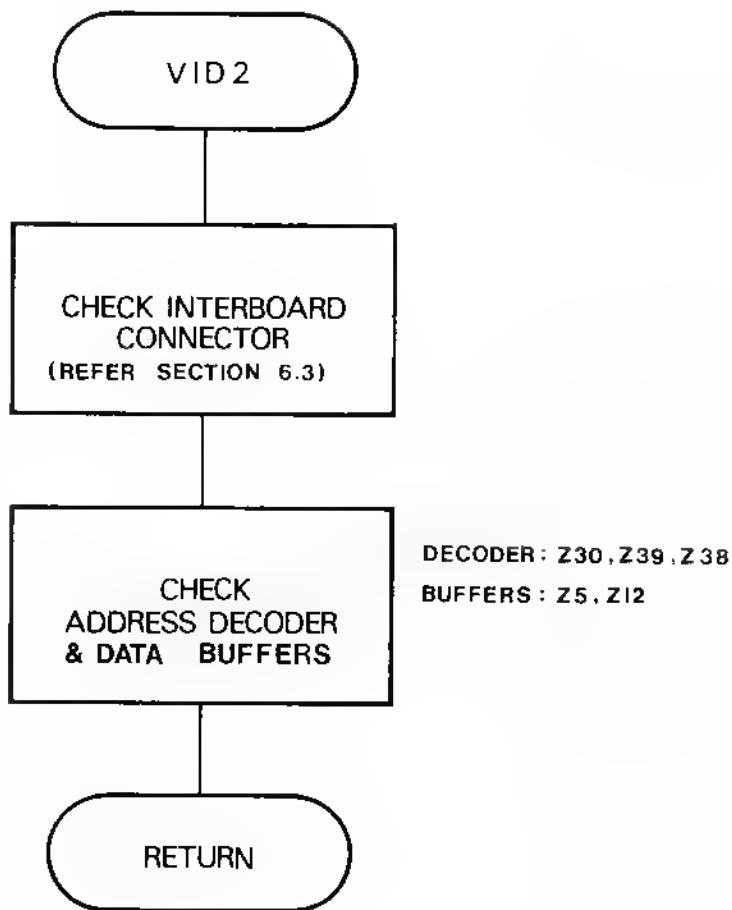 VID2
CHECK INTERBOARD
CONNECTOR
(REFER SECTION 6.3)
CHECK
ADDRESS DECODER
& DATA BUFFERS
DECODER: Z30, Z39, Z38
BUFFERS: Z5, Z12
RETURN